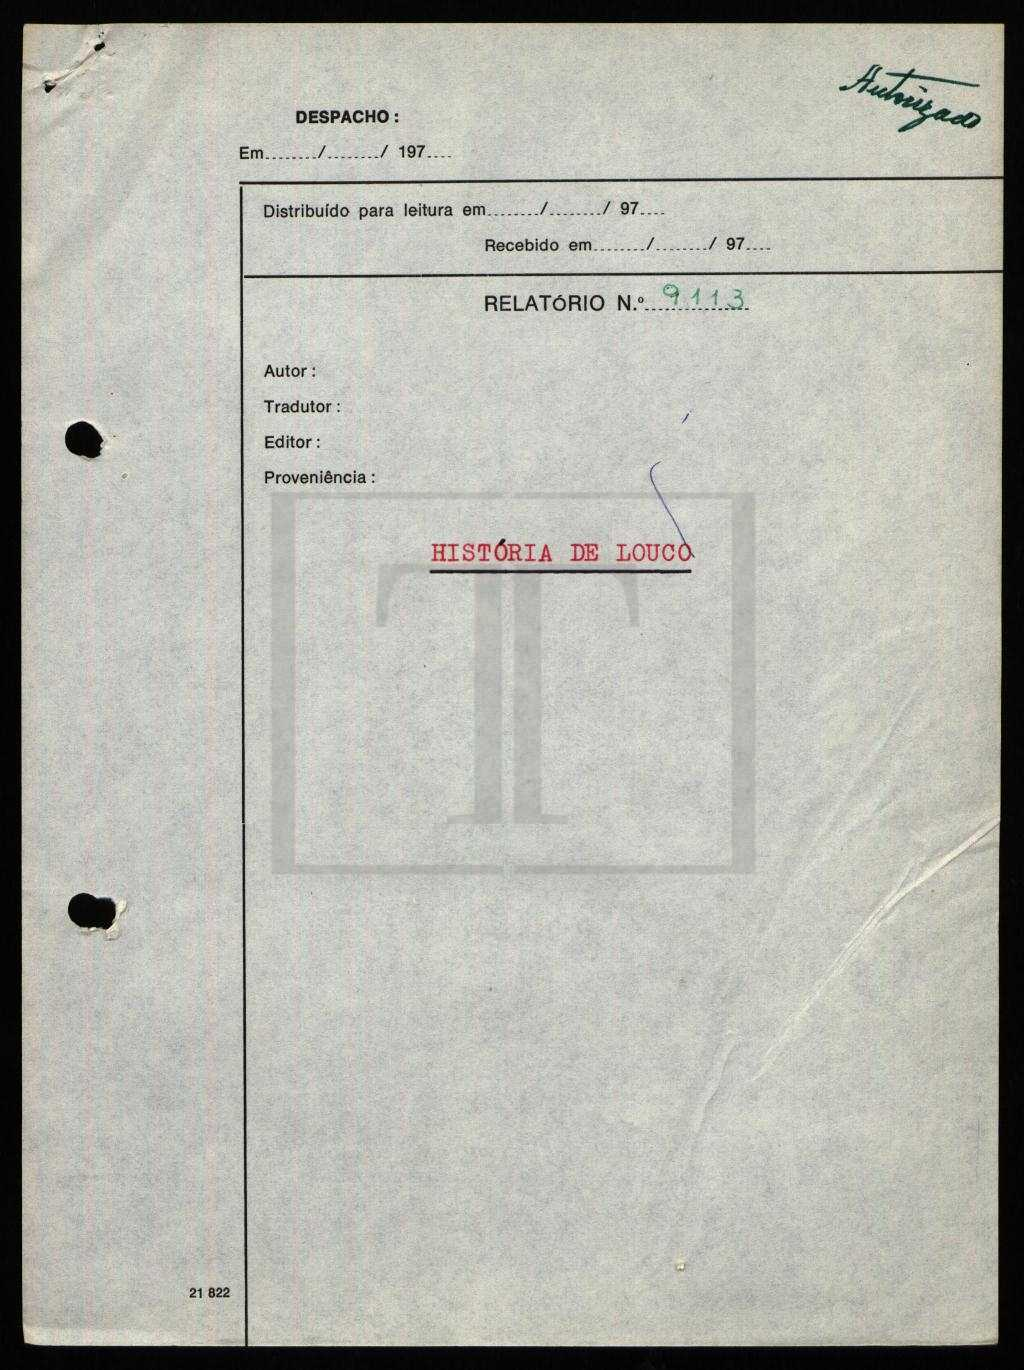 Autorizado
DESPACHO :
Em......../......../ 197....
Distribuído para leitura em......../......../ 97....
Recebido em......../......../ 97....
RELATÓRIO N.º 9113
Autor :
Tradutor :
Editor :
Proveniência :
HISTÓRIA DE LOUCO
21 822